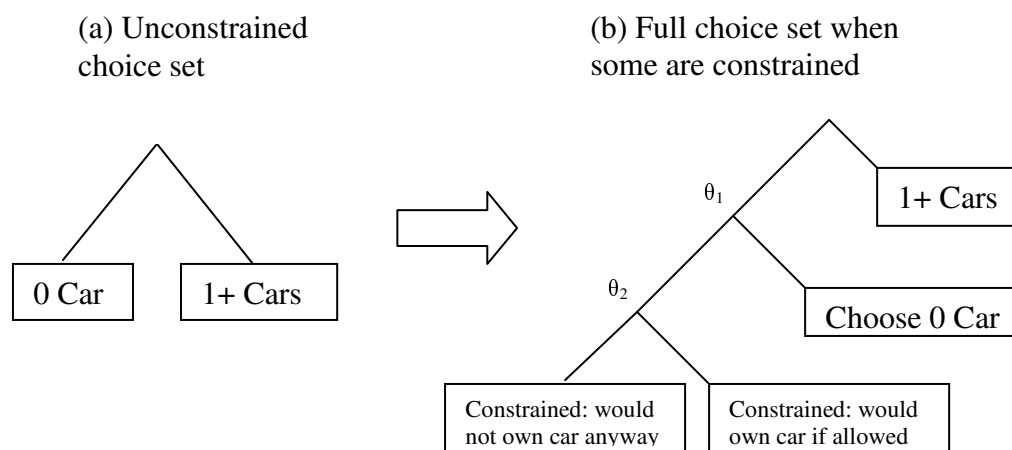 (a) Unconstrained
choice set
(b) Full choice set when
some are constrained
θ1
1+ Cars
0 Car
1+ Cars
θ2
Choose 0 Car
Constrained: would
not own car anyway
Constrained: would
own car if allowed